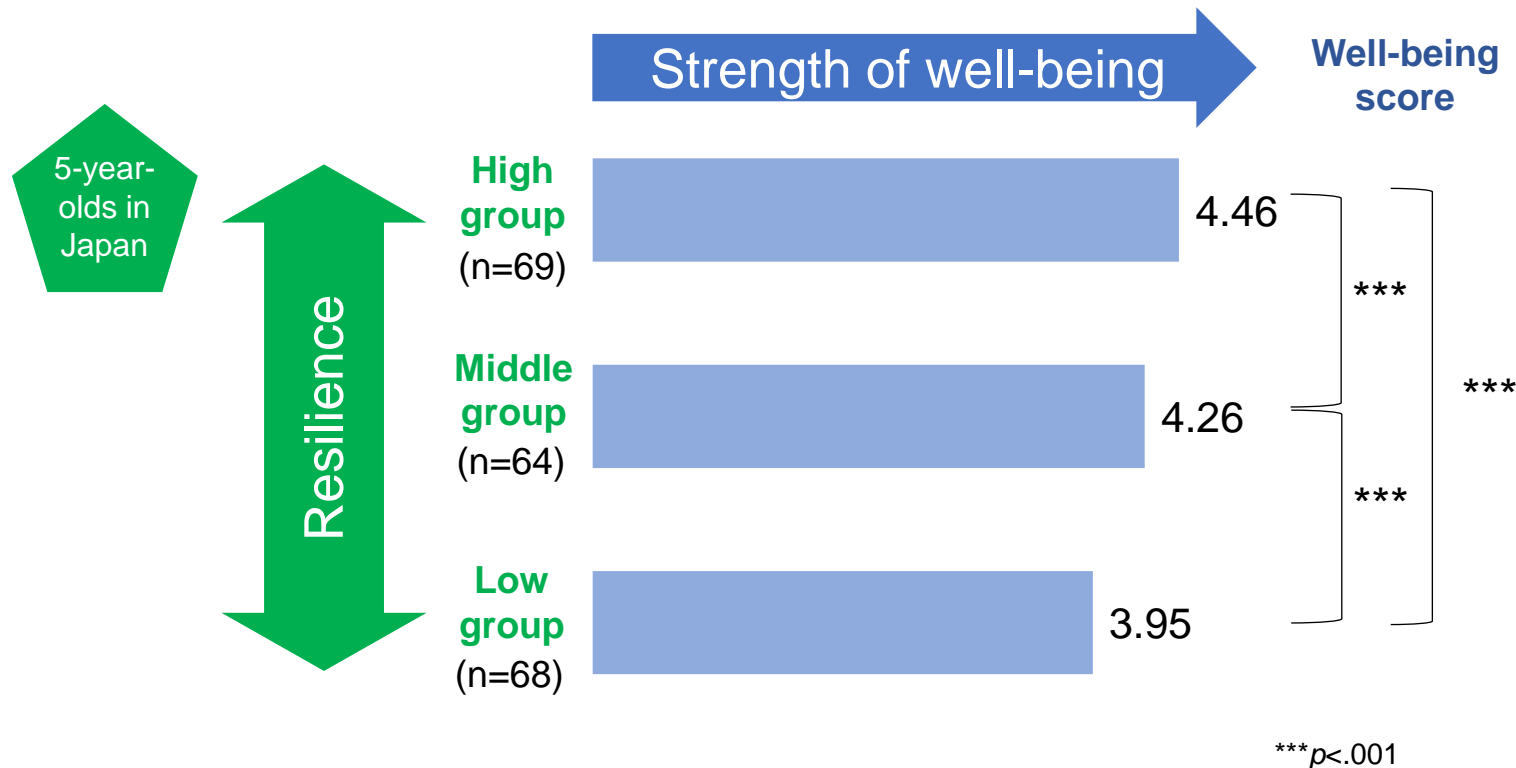 Strength of well-being
Well-being
score
5-year-
olds in
Japan
Resilience
High
group
(n=69)
4.46
***
Middle
group
(n=64)
4.26
***
***
Low
group
(n=68)
3.95
***p<.001